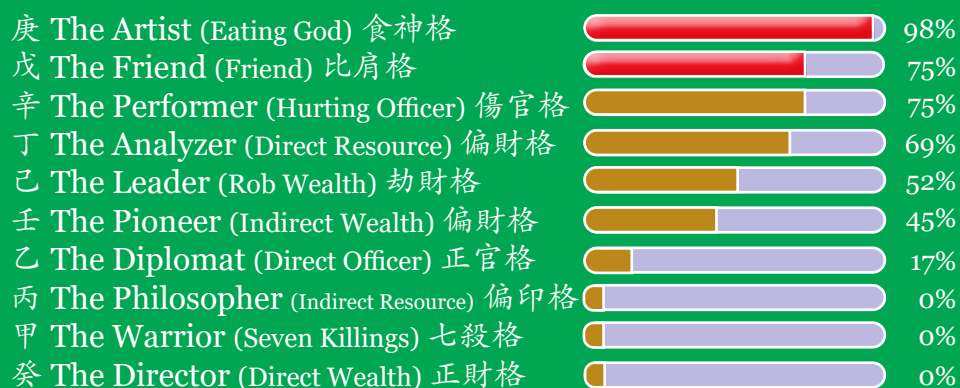 庚 The Artist (Eating God) 食神格 98%
戊 The Friend (Friend) 比肩格 75%
辛 The Performer (Hurting Officer) 傷官格 75%
丁 The Analyzer (Direct Resource) 偏財格 69%
己 The Leader (Rob Wealth) 劫財格 52%
壬 The Pioneer (Indirect Wealth) 偏財格 45%
乙 The Diplomat (Direct Officer) 正官格 17%
丙 The Philosopher (Indirect Resource) 偏印格 0%
甲 The Warrior (Seven Killings) 七殺格 0%
癸 The Director (Direct Wealth) 正財格 0%